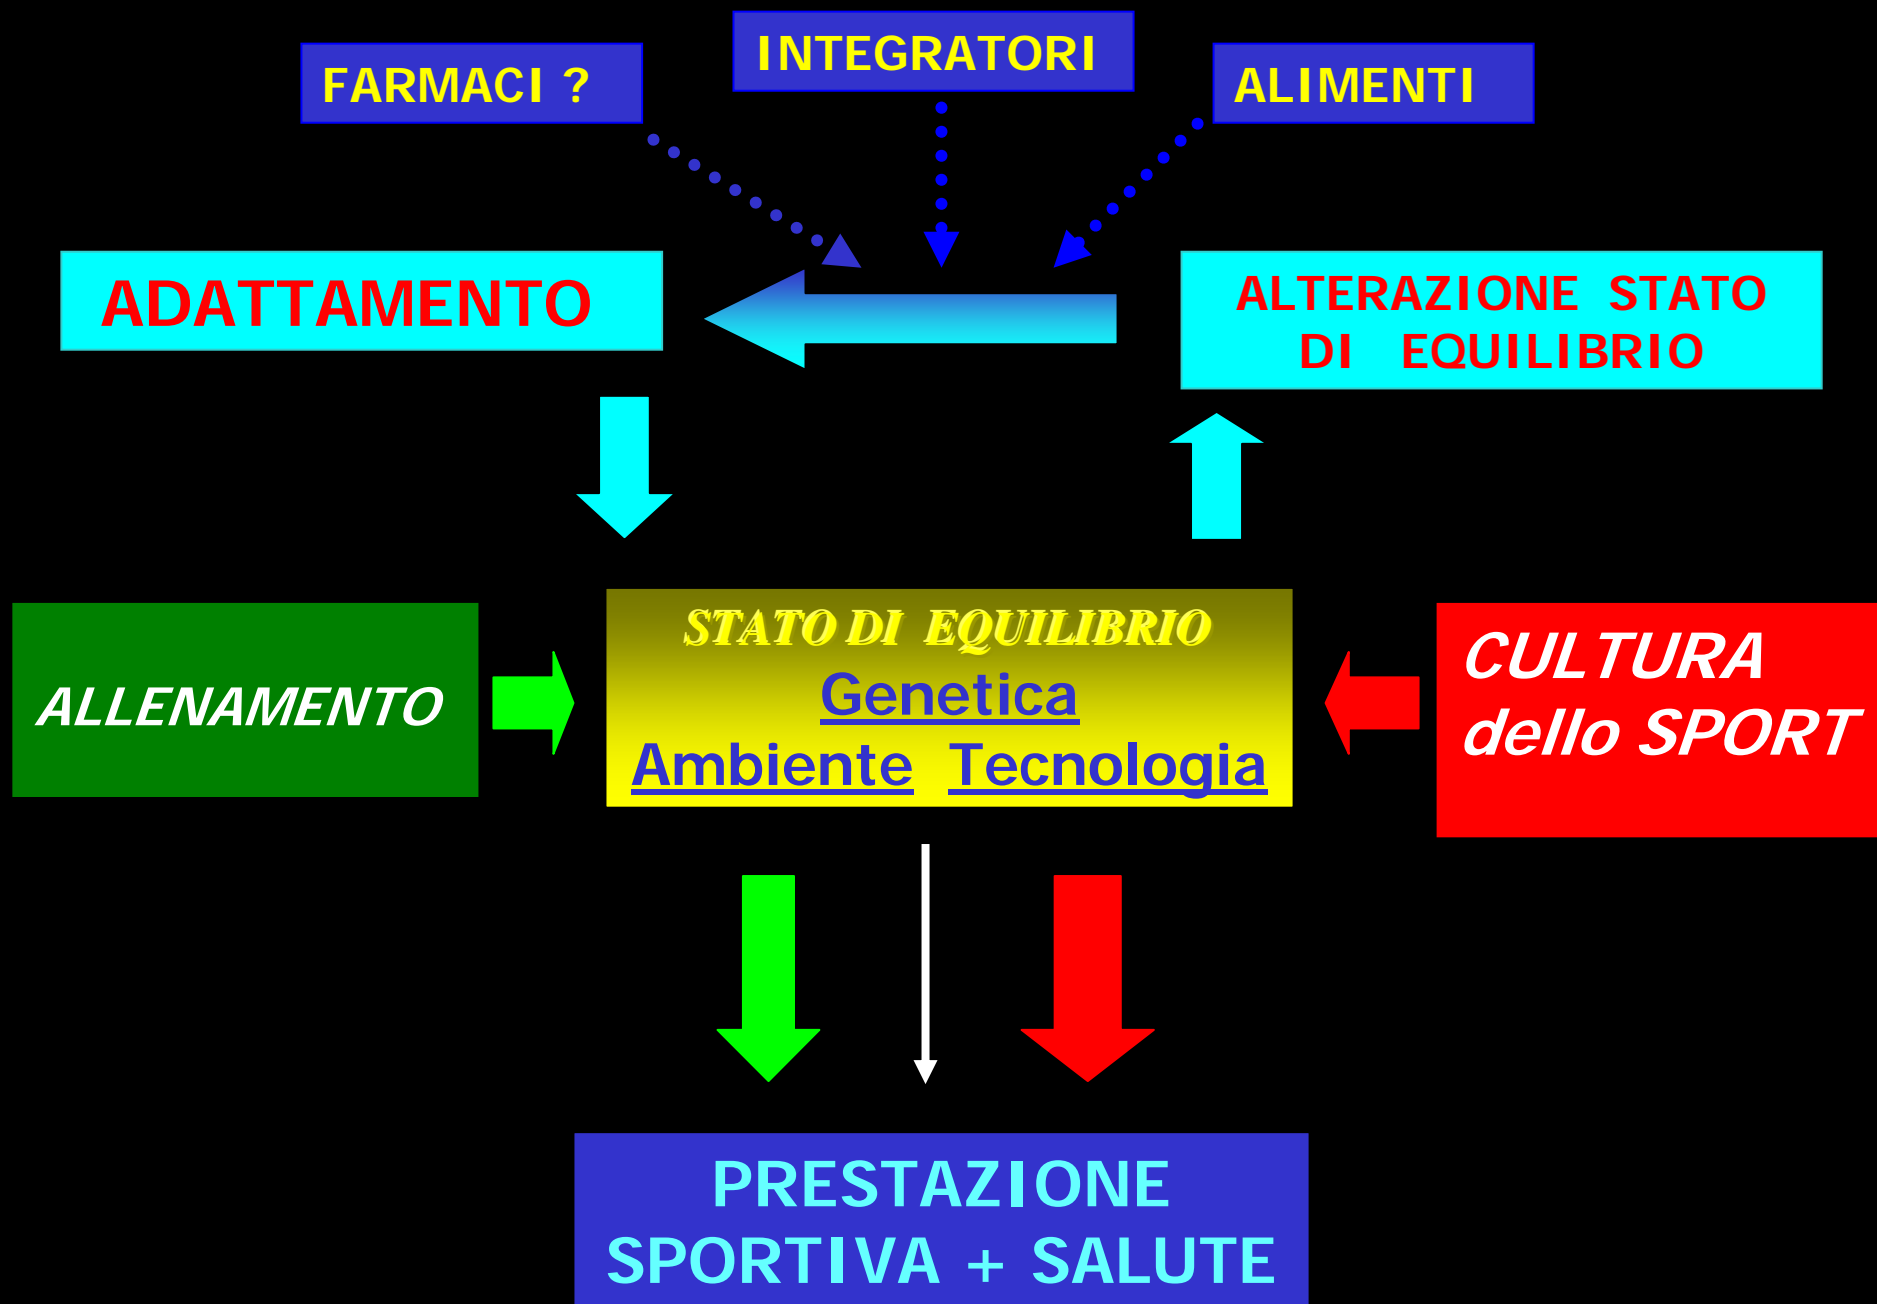 FARMACI ?
INTEGRATORI
ALIMENTI
ADATTAMENTO
ALTERAZIONE STATO
DI EQUILIBRIO
ALLENAMENTO
STATO DI EQUILIBRIO
Genetica
Ambiente Tecnologia
CULTURA
dello SPORT
PRESTAZIONE
SPORTIVA + SALUTE